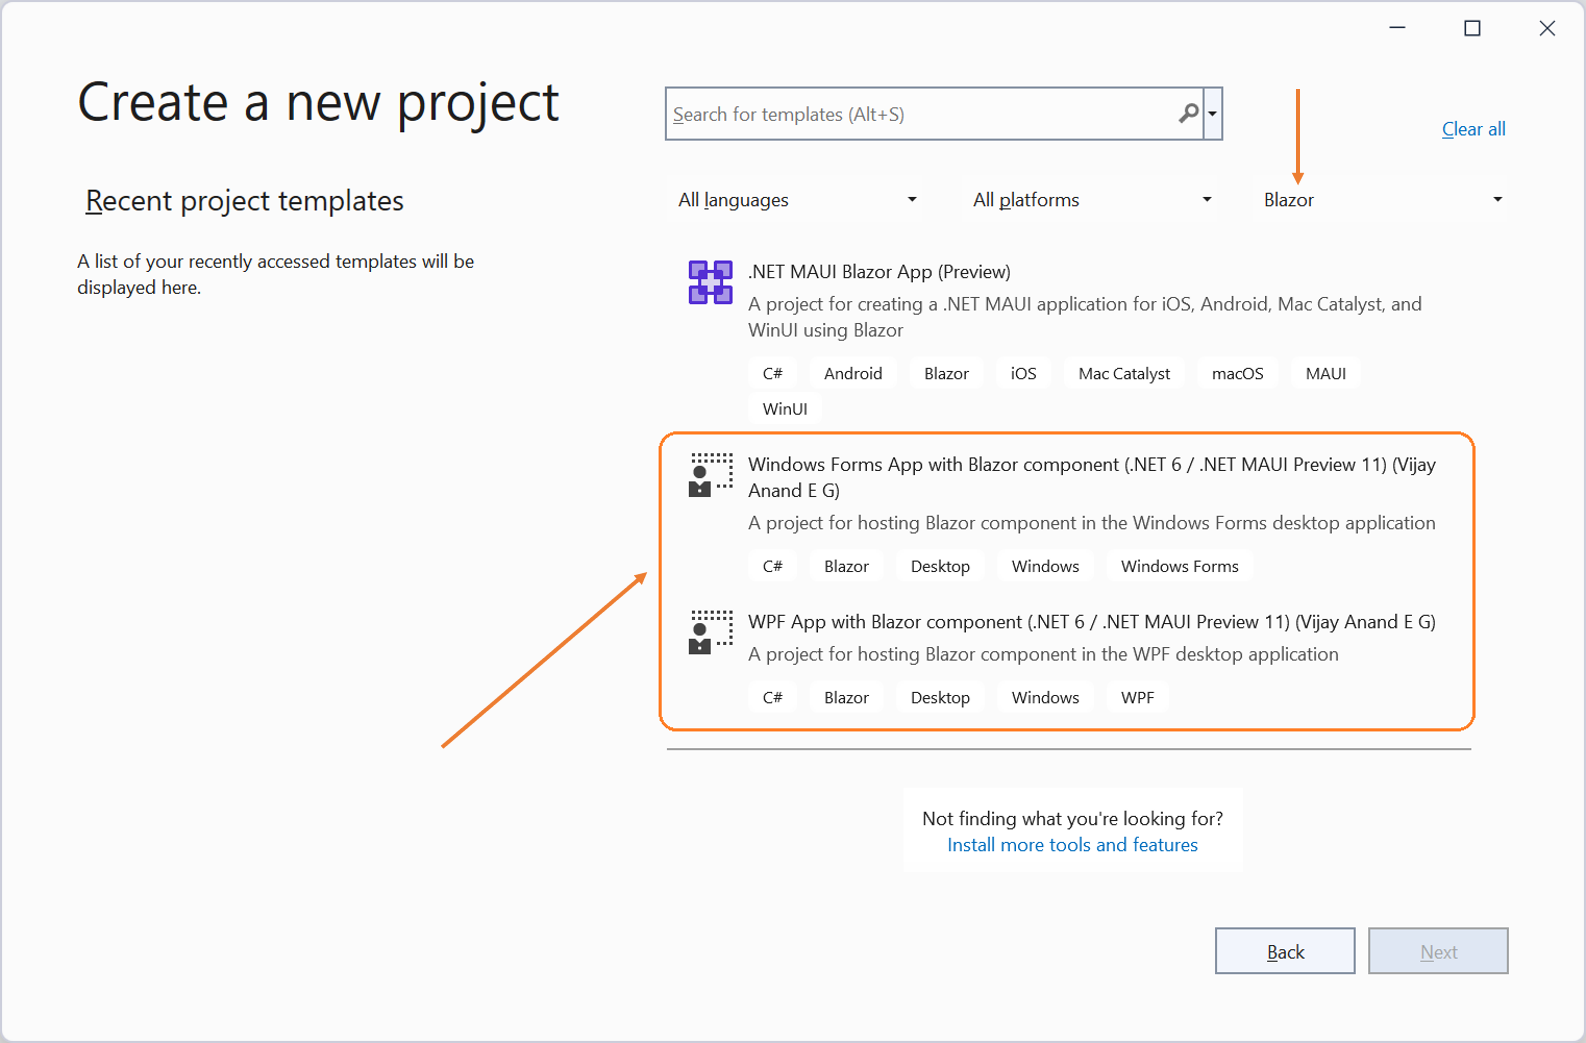 Create a new project
Search for templates (Alt+S)
Clear all
Recent project templates
A list of your recently accessed templates will be
displayed here.
All languages
All platforms
Blazor
.NET MAUI Blazor App (Preview)
A project for creating a .NET MAUI application for iOS, Android, Mac Catalyst, and
WinUI using Blazor
C# Android Blazor iOS Mac Catalyst macOS MAUI
WinUI
Windows Forms App with Blazor component (.NET 6 / .NET MAUI Preview 11) (Vijay
Anand E G)
A project for hosting Blazor component in the Windows Forms desktop application
C# Blazor Desktop Windows Windows Forms
WPF App with Blazor component (.NET 6 / .NET MAUI Preview 11) (Vijay Anand E G)
A project for hosting Blazor component in the WPF desktop application
C# Blazor Desktop Windows WPF
Not finding what you're looking for?
Install more tools and features
Back
Next